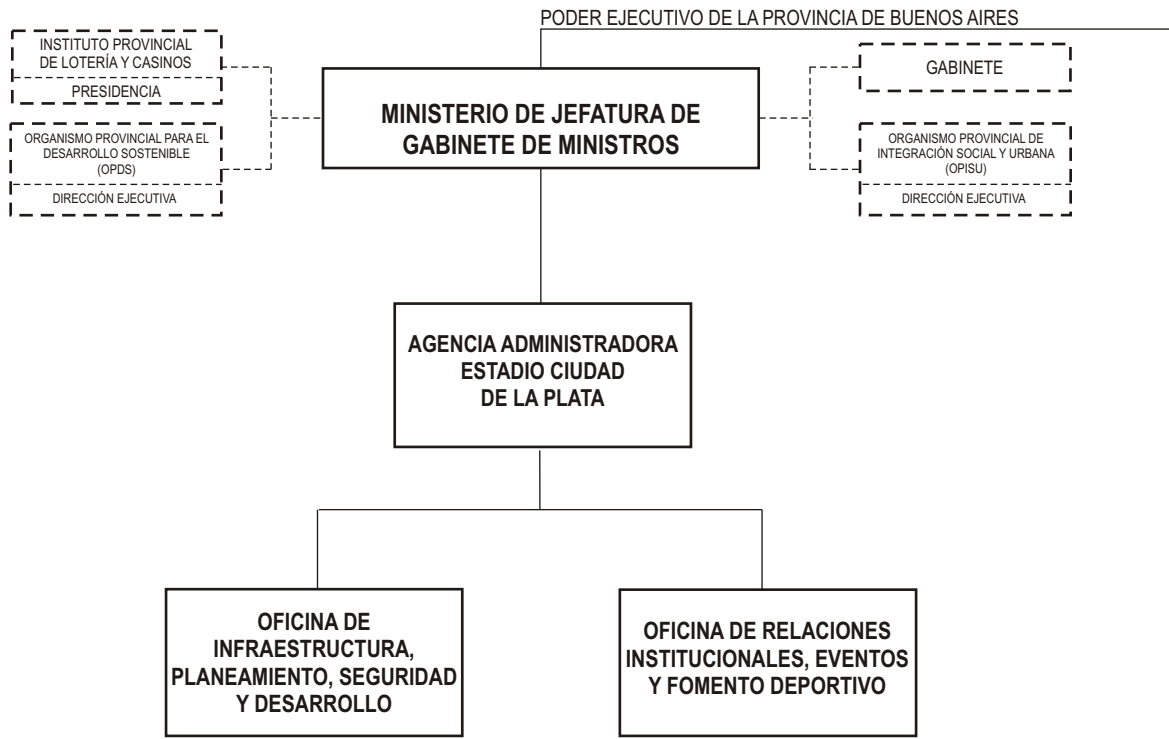 PODER EJECUTIVO DE LA PROVINCIA DE BUENOS AIRES
INSTITUTO PROVINCIAL
DE LOTERÍA Y CASINOS
PRESIDENCIA
ORGANISMO PROVINCIAL PARA EL
DESARROLLO SOSTENIBLE
(OPDS)
DIRECCIÓN EJECUTIVA
MINISTERIO DE JEFATURA DE
GABINETE DE MINISTROS
GABINETE
ORGANISMO PROVINCIAL DE
INTEGRACIÓN SOCIAL Y URBANA
(OPISU)
DIRECCIÓN EJECUTIVA
AGENCIA ADMINISTRADORA
ESTADIO CIUDAD
DE LA PLATA
OFICINA DE
INFRAESTRUCTURA,
PLANEAMIENTO, SEGURIDAD
Y DESARROLLO
OFICINA DE RELACIONES
INSTITUCIONALES, EVENTOS
Y FOMENTO DEPORTIVO